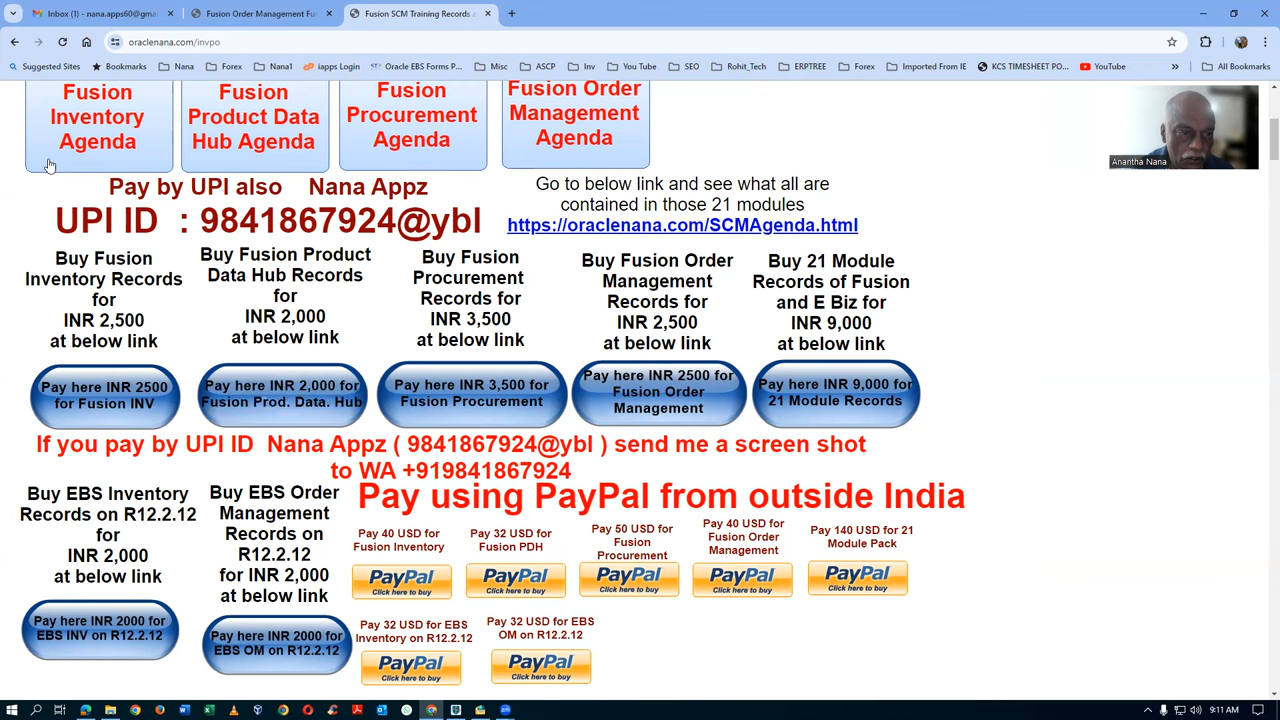 Inbox (1) - nana.apps60@gmai
Fusion Order Management Fu
Fusion SCM Training Records a
oraclenana.com/invpo
Suggested Sites
Bookmarks
Nana
Forex
Nana1
iapps Login
Oracle EBS Forms P...
Misc
ASCP
Inv
You Tube
SEO
Rohit_Tech
ERPTREE
Forex
Imported From IE
KCS TIMESHEET PO...
YouTube
All Bookmarks
Fusion
Inventory
Agenda
Fusion
Product Data
Hub Agenda
Fusion
Procurement
Agenda
Fusion Order
Management
Agenda
Anantha Nana
Pay by UPI also Nana Appz
UPI ID : 9841867924@ybl
Go to below link and see what all are
contained in those 21 modules
https://oraclenana.com/SCMAgenda.html
Buy Fusion
Inventory Records
for
INR 2,500
at below link
Buy Fusion Product
Data Hub Records
for
INR 2,000
at below link
Buy Fusion
Procurement
Records for
INR 3,500
at below link
Buy Fusion Order
Management
Records for
INR 2,500
at below link
Buy 21 Module
Records of Fusion
and E Biz for
INR 9,000
at below link
Pay here INR 2500
for Fusion INV
Pay here INR 2,000 for
Fusion Prod. Data. Hub
Pay here INR 3,500 for
Fusion Procurement
Pay here INR 2500 for
Fusion Order
Management
Pay here INR 9,000 for
21 Module Records
If you pay by UPI ID Nana Appz ( 9841867924@ybl ) send me a screen shot
to WA +919841867924
Buy EBS Inventory
Records on R12.2.12
for
INR 2,000
at below link
Buy EBS Order
Management
Records on
R12.2.12
for INR 2,000
at below link
Pay using PayPal from outside India
Pay 40 USD for
Fusion Inventory
Pay 32 USD for
Fusion PDH
Pay 50 USD for
Fusion
Procurement
Pay 40 USD for
Fusion Order
Management
Pay 140 USD for 21
Module Pack
PayPal
Click here to buy
PayPal
Click here to buy
PayPal
Click here to buy
PayPal
Click here to buy
PayPal
Click here to buy
Pay here INR 2000 for
EBS INV on R12.2.12
Pay here INR 2000 for
EBS OM on R12.2.12
Pay 32 USD for EBS
Inventory on R12.2.12
Pay 32 USD for EBS
OM on R12.2.12
PayPal
Click here to buy
PayPal
Click here to buy
9:11 AM